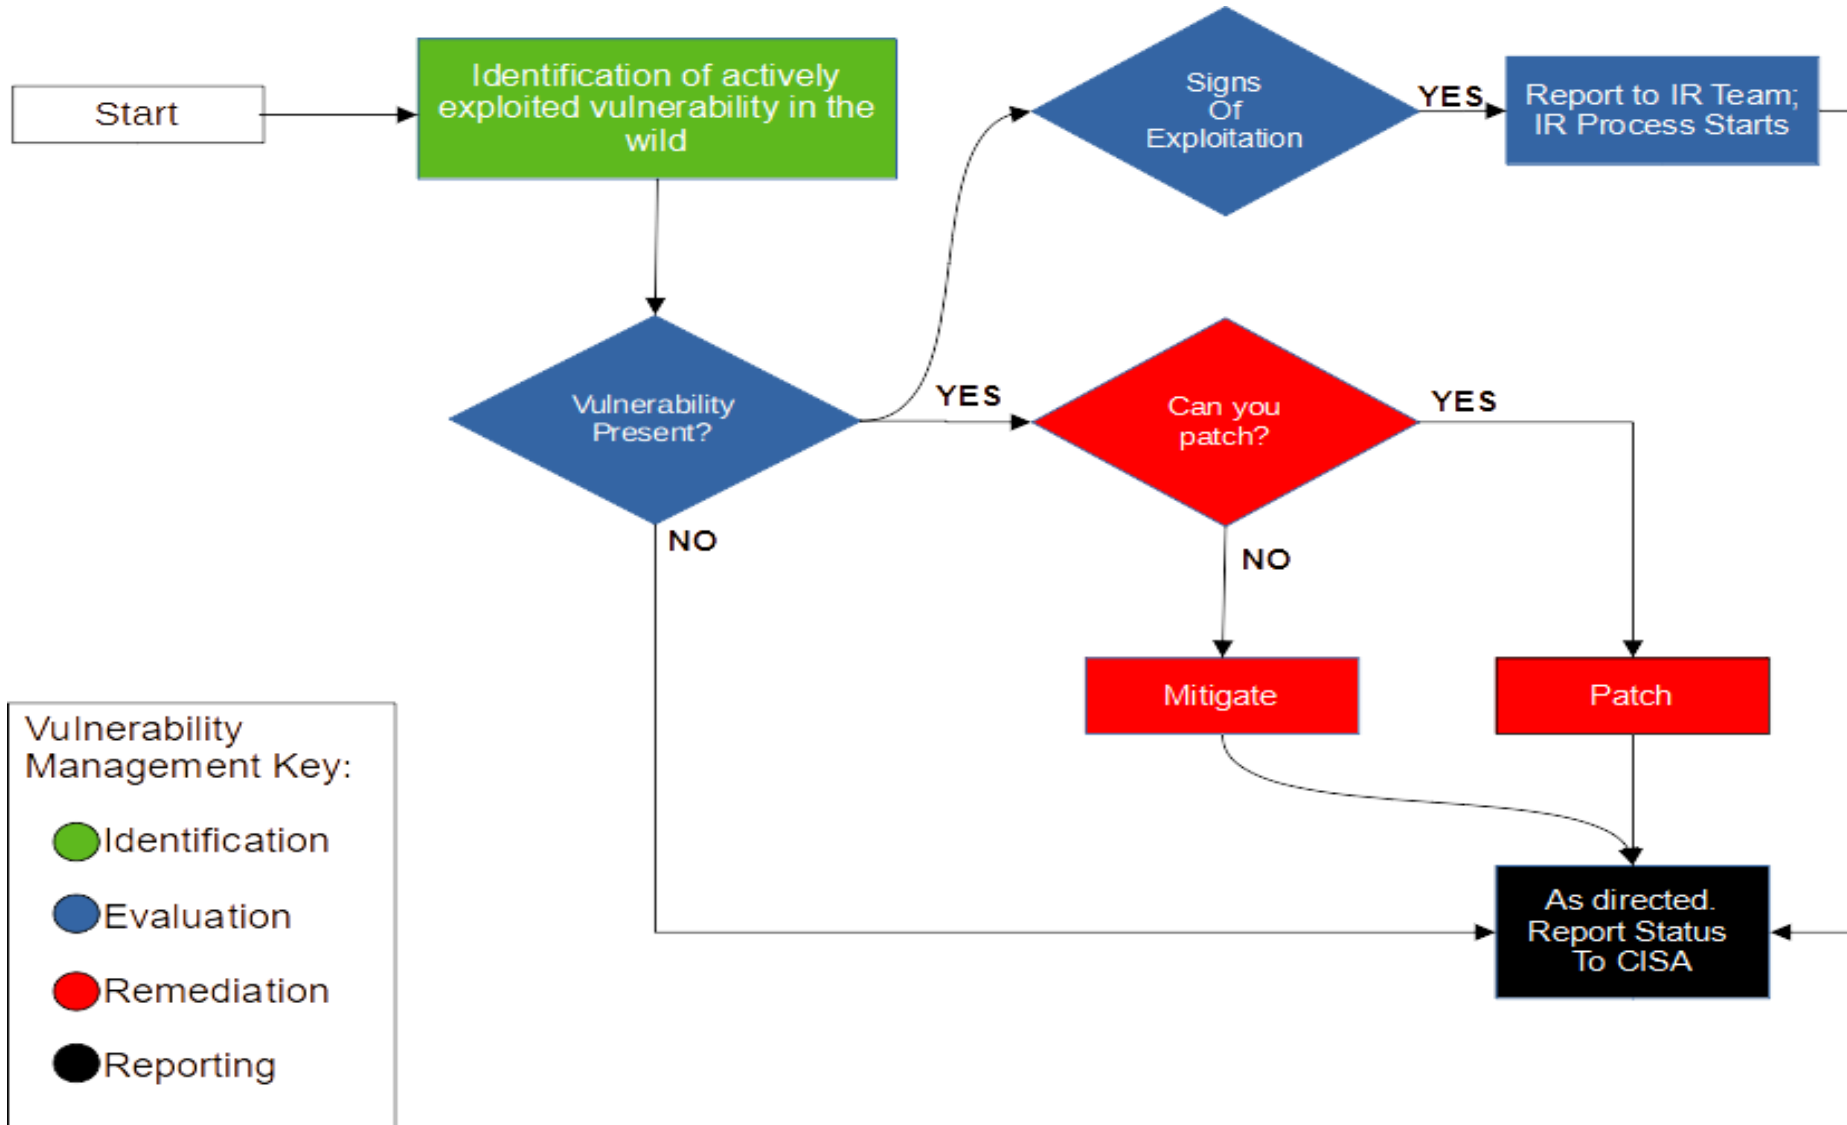 Start
Identification of actively
exploited vulnerability in the
wild
Signs
Of
Exploitation
YES
Report to IR Team;
IR Process Starts
Vulnerability
Present?
YES
Can you
patch?
YES
NO
NO
Mitigate
Patch
As directed.
Report Status
To CISA
Vulnerability
Management Key:
Identification
Evaluation
Remediation
Reporting